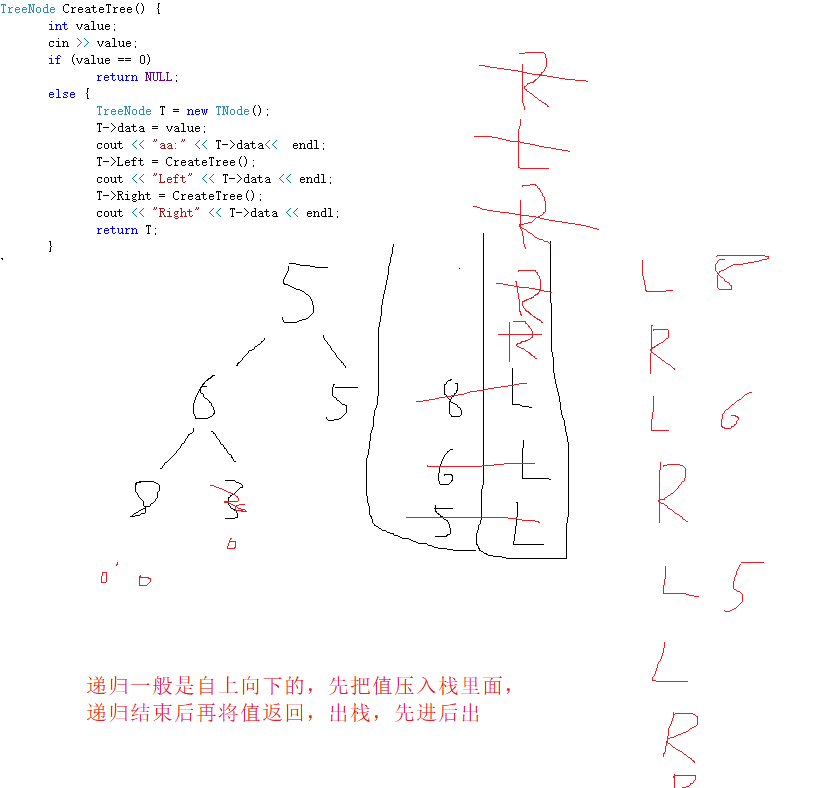 TreeNode CreateTree() {
int value;
cin >> value;
if (value == 0)
return NULL;
else {
TreeNode T = new TNode();
T->data = value;
cout << "aa:" << T->data<<  endl;
T->Left = CreateTree();
cout << "Left" << T->data << endl;
T->Right = CreateTree();
cout << "Right" << T->data << endl;
return T;
}
R
L
R
R
R
8 L
6 L
5 L
5
6 5
8
0
0 0
L 8
R
L 6
R
L 5
L
R
递归一般是自上向下的，先把值压入栈里面，
递归结束后再将值返回，出栈，先进后出